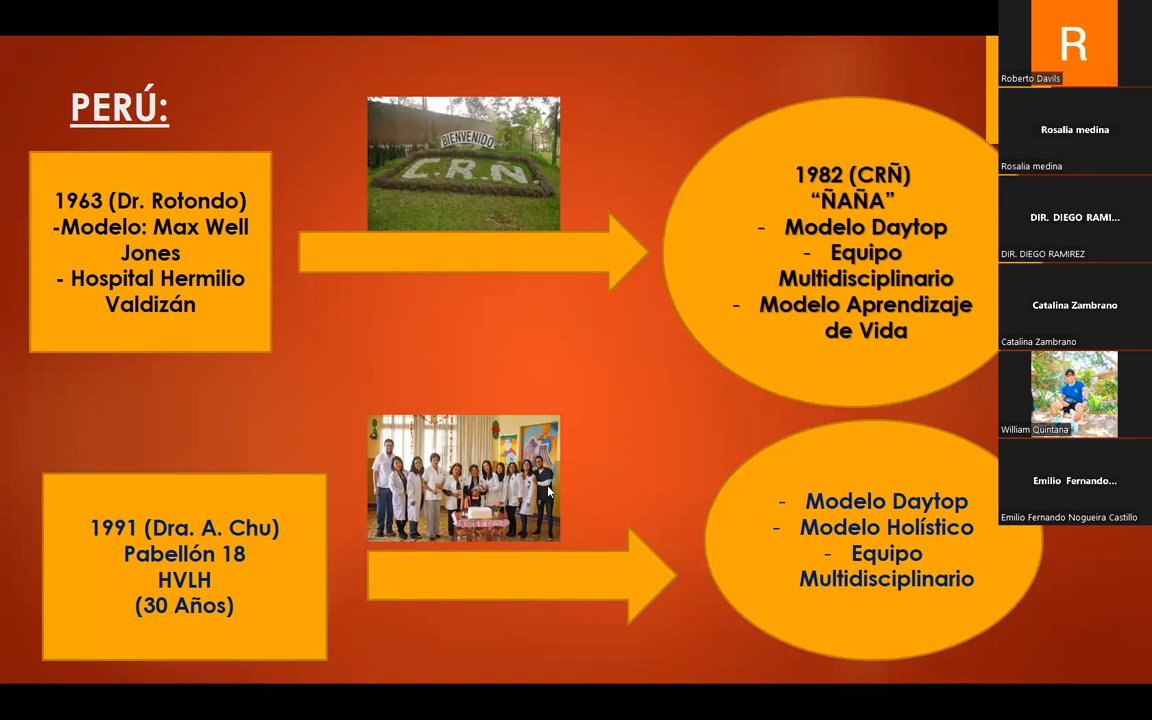 PERÚ:
1963 (Dr. Rotondo)
-Modelo: Max Well
Jones
- Hospital Hermilio
Valdizán
BIENVENIDO
C.R.N
1982 (CRÑ)
“ÑAÑA”
- Modelo Daytop
- Equipo
Multidisciplinario
- Modelo Aprendizaje
de Vida
1991 (Dra. A. Chu)
Pabellón 18
HVLH
(30 Años)
- Modelo Daytop
- Modelo Holístico
- Equipo
Multidisciplinario
R
Roberto Davils
Rosalia medina
Rosalia medina
DIR. DIEGO RAMI...
DIR. DIEGO RAMIREZ
Catalina Zambrano
Catalina Zambrano
William Quintana
Emilio Fernando...
Emilio Fernando Nogueira Castillo